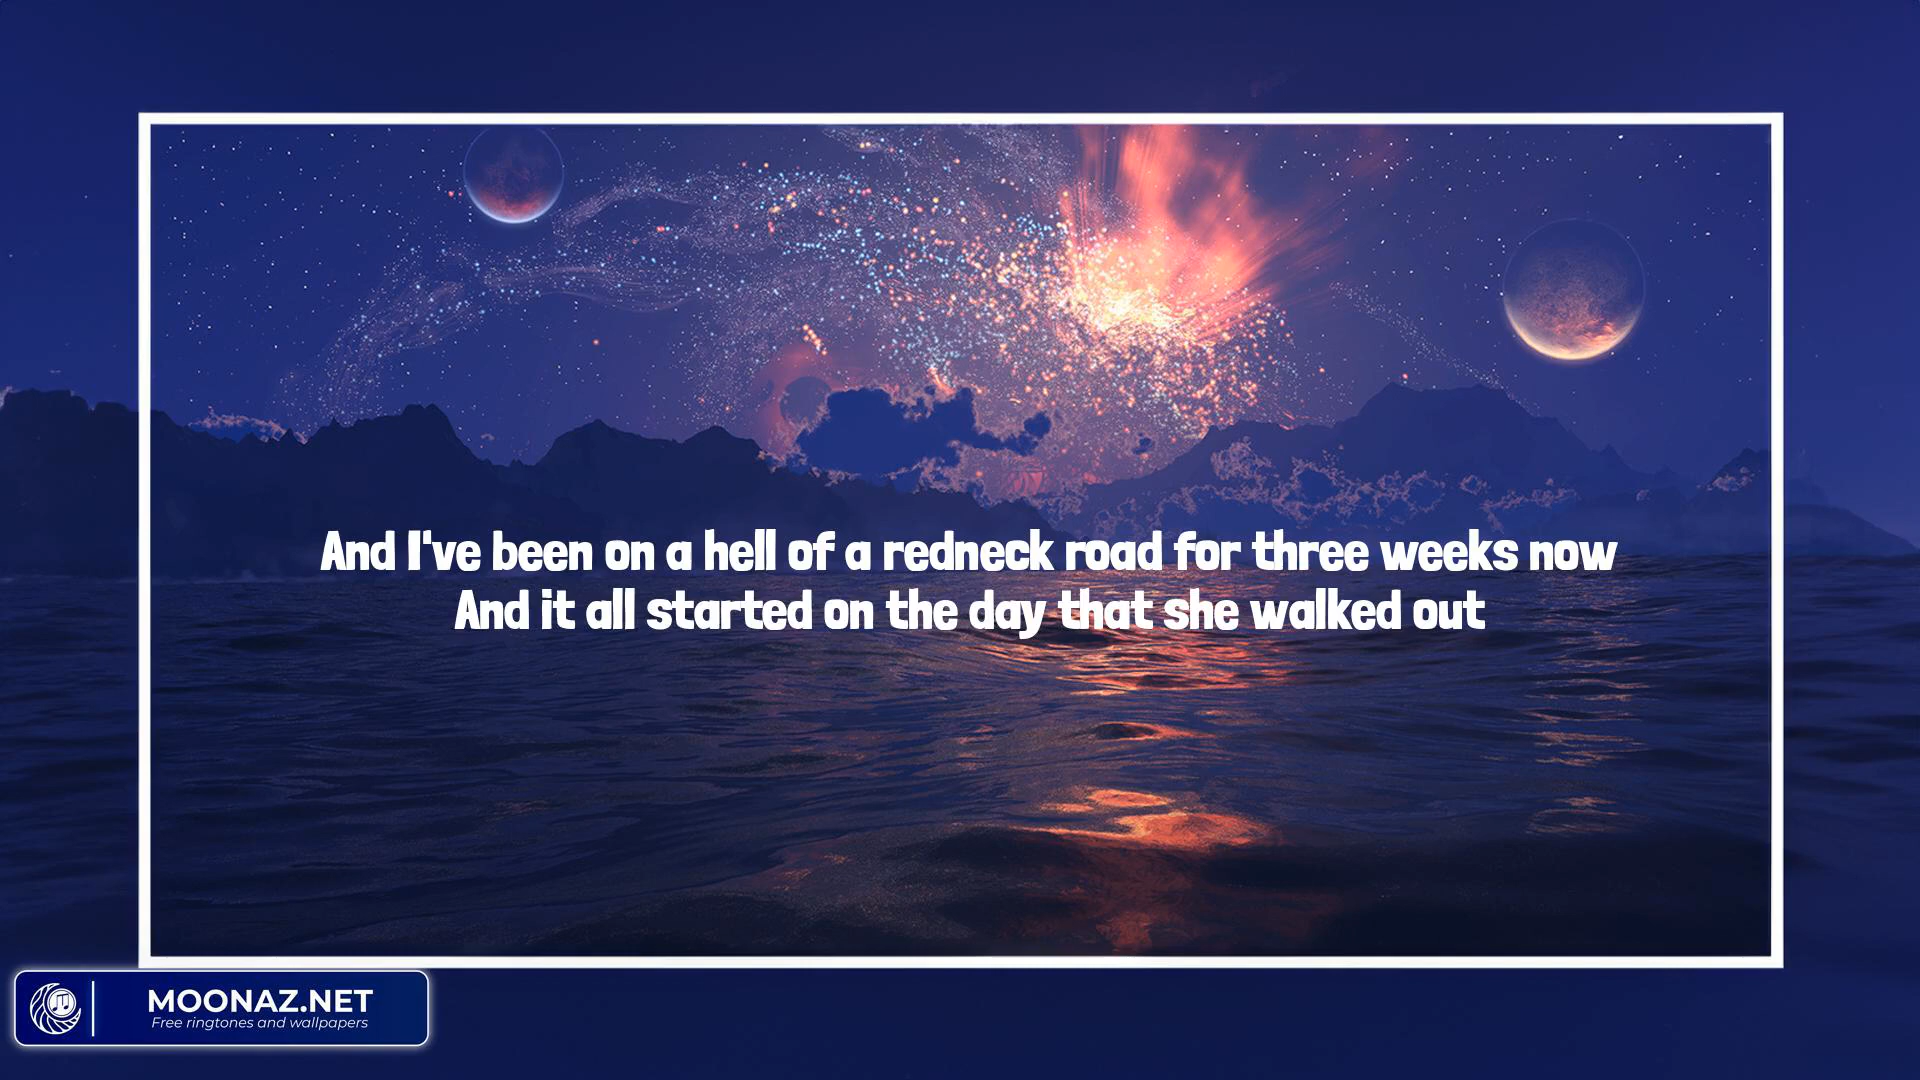 And I've been on a hell of a redneck road for three weeks now
And it all started on the day that she walked out
MOONAZ.NET
Free ringtones and wallpapers